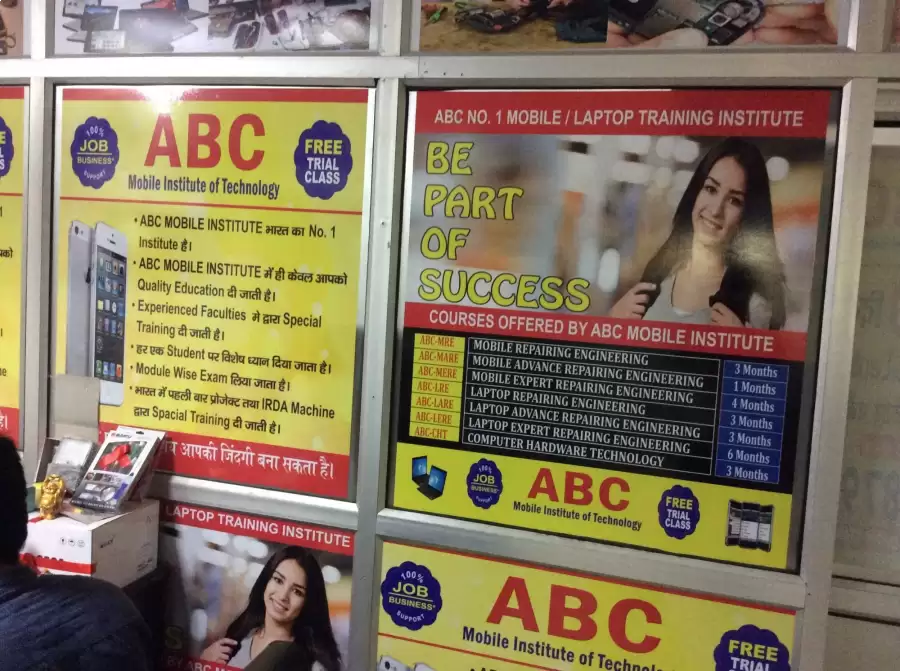 100%
JOB
BUSINESS*
SUPPORT
ABC
Mobile Institute of Technology
FREE
TRIAL
CLASS
• ABC MOBILE INSTITUTE भारत का No. 1
Institute है।
• ABC MOBILE INSTITUTE में ही केवल आपको
Quality Education दी जाती है।
• Experienced Faculties मे द्वारा Special
Training दी जाती है।
• हर एक Student पर विशेष ध्यान दिया जाता है।
• Module Wise Exam लिया जाता है।
• भारत में पहली बार प्रोजेक्ट तथा IRDA Machine
द्वारा Spacial Training दी जाती है।
आपकी जिंदगी बना सकता है।
ABC NO. 1 MOBILE / LAPTOP TRAINING INSTITUTE
BE
PART
OF
SUCCESS
COURSES OFFERED BY ABC MOBILE INSTITUTE
ABC-MRE MOBILE REPAIRING ENGINEERING 3 Months
ABC-MARE MOBILE ADVANCE REPAIRING ENGINEERING 1 Months
ABC-MERE MOBILE EXPERT REPAIRING ENGINEERING 4 Months
ABC-LRE LAPTOP REPAIRING ENGINEERING 3 Months
ABC-LARE LAPTOP ADVANCE REPAIRING ENGINEERING 3 Months
ABC-LERE LAPTOP EXPERT REPAIRING ENGINEERING 6 Months
ABC-CHT COMPUTER HARDWARE TECHNOLOGY 3 Months
100%
JOB
BUSINESS*
SUPPORT
ABC
Mobile Institute of Technology
FREE
TRIAL
CLASS
LAPTOP TRAINING INSTITUTE
S
BY ABC MOBILE INSTITUTE
100%
JOB
BUSINESS*
SUPPORT
ABC
Mobile Institute of Technology
FREE
TRIAL